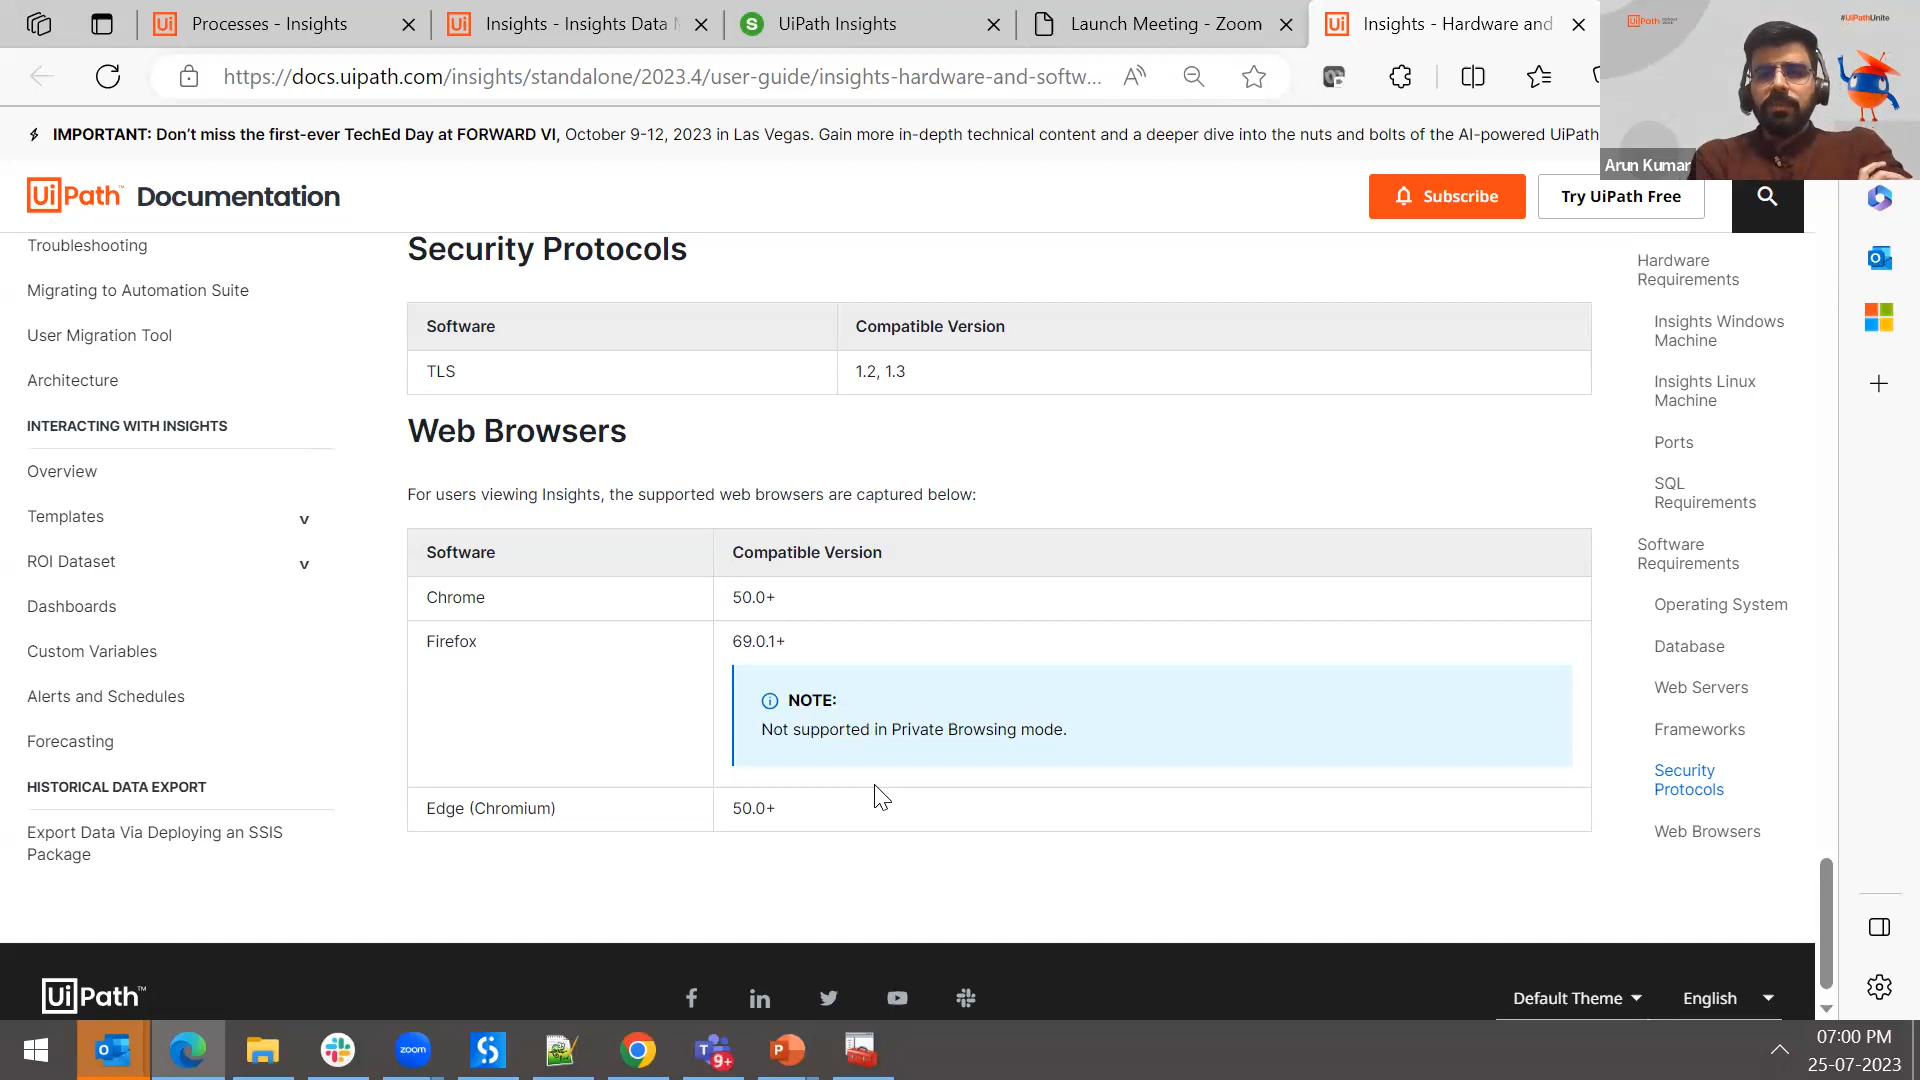 Processes - Insights
Insights - Insights Data
UiPath Insights
Launch Meeting - Zoom
Insights - Hardware and
https://docs.uipath.com/insights/standalone/2023.4/user-guide/insights-hardware-and-softw...
#UiPathUnite
Arun Kumar
IMPORTANT: Don't miss the first-ever TechEd Day at FORWARD VI, October 9-12, 2023 in Las Vegas. Gain more in-depth technical content and a deeper dive into the nuts and bolts of the AI-powered UiPath
UiPath™ Documentation
Subscribe
Try UiPath Free
Troubleshooting
Migrating to Automation Suite
User Migration Tool
Architecture
INTERACTING WITH INSIGHTS
Overview
Templates
ROI Dataset
Dashboards
Custom Variables
Alerts and Schedules
Forecasting
HISTORICAL DATA EXPORT
Export Data Via Deploying an SSIS
Package
Security Protocols
Software Compatible Version
TLS 1.2, 1.3
Web Browsers
For users viewing Insights, the supported web browsers are captured below:
Software Compatible Version
Chrome 50.0+
Firefox 69.0.1+
NOTE:
Not supported in Private Browsing mode.
Edge (Chromium) 50.0+
Hardware
Requirements
Insights Windows
Machine
Insights Linux
Machine
Ports
SQL
Requirements
Software
Requirements
Operating System
Database
Web Servers
Frameworks
Security
Protocols
Web Browsers
UiPath™
Default Theme
English
zoom
9+
07:00 PM
25-07-2023